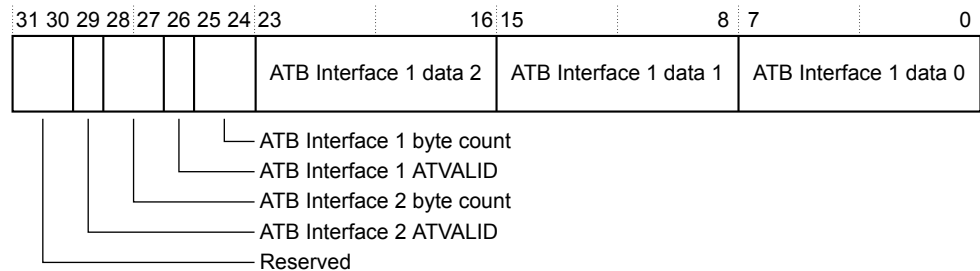 31 30 29 28 27 26 25 24 23 16 15 8 7 0
ATB Interface 1 data 2 ATB Interface 1 data 1 ATB Interface 1 data 0
ATB Interface 1 byte count
ATB Interface 1 ATVALID
ATB Interface 2 byte count
ATB Interface 2 ATVALID
Reserved